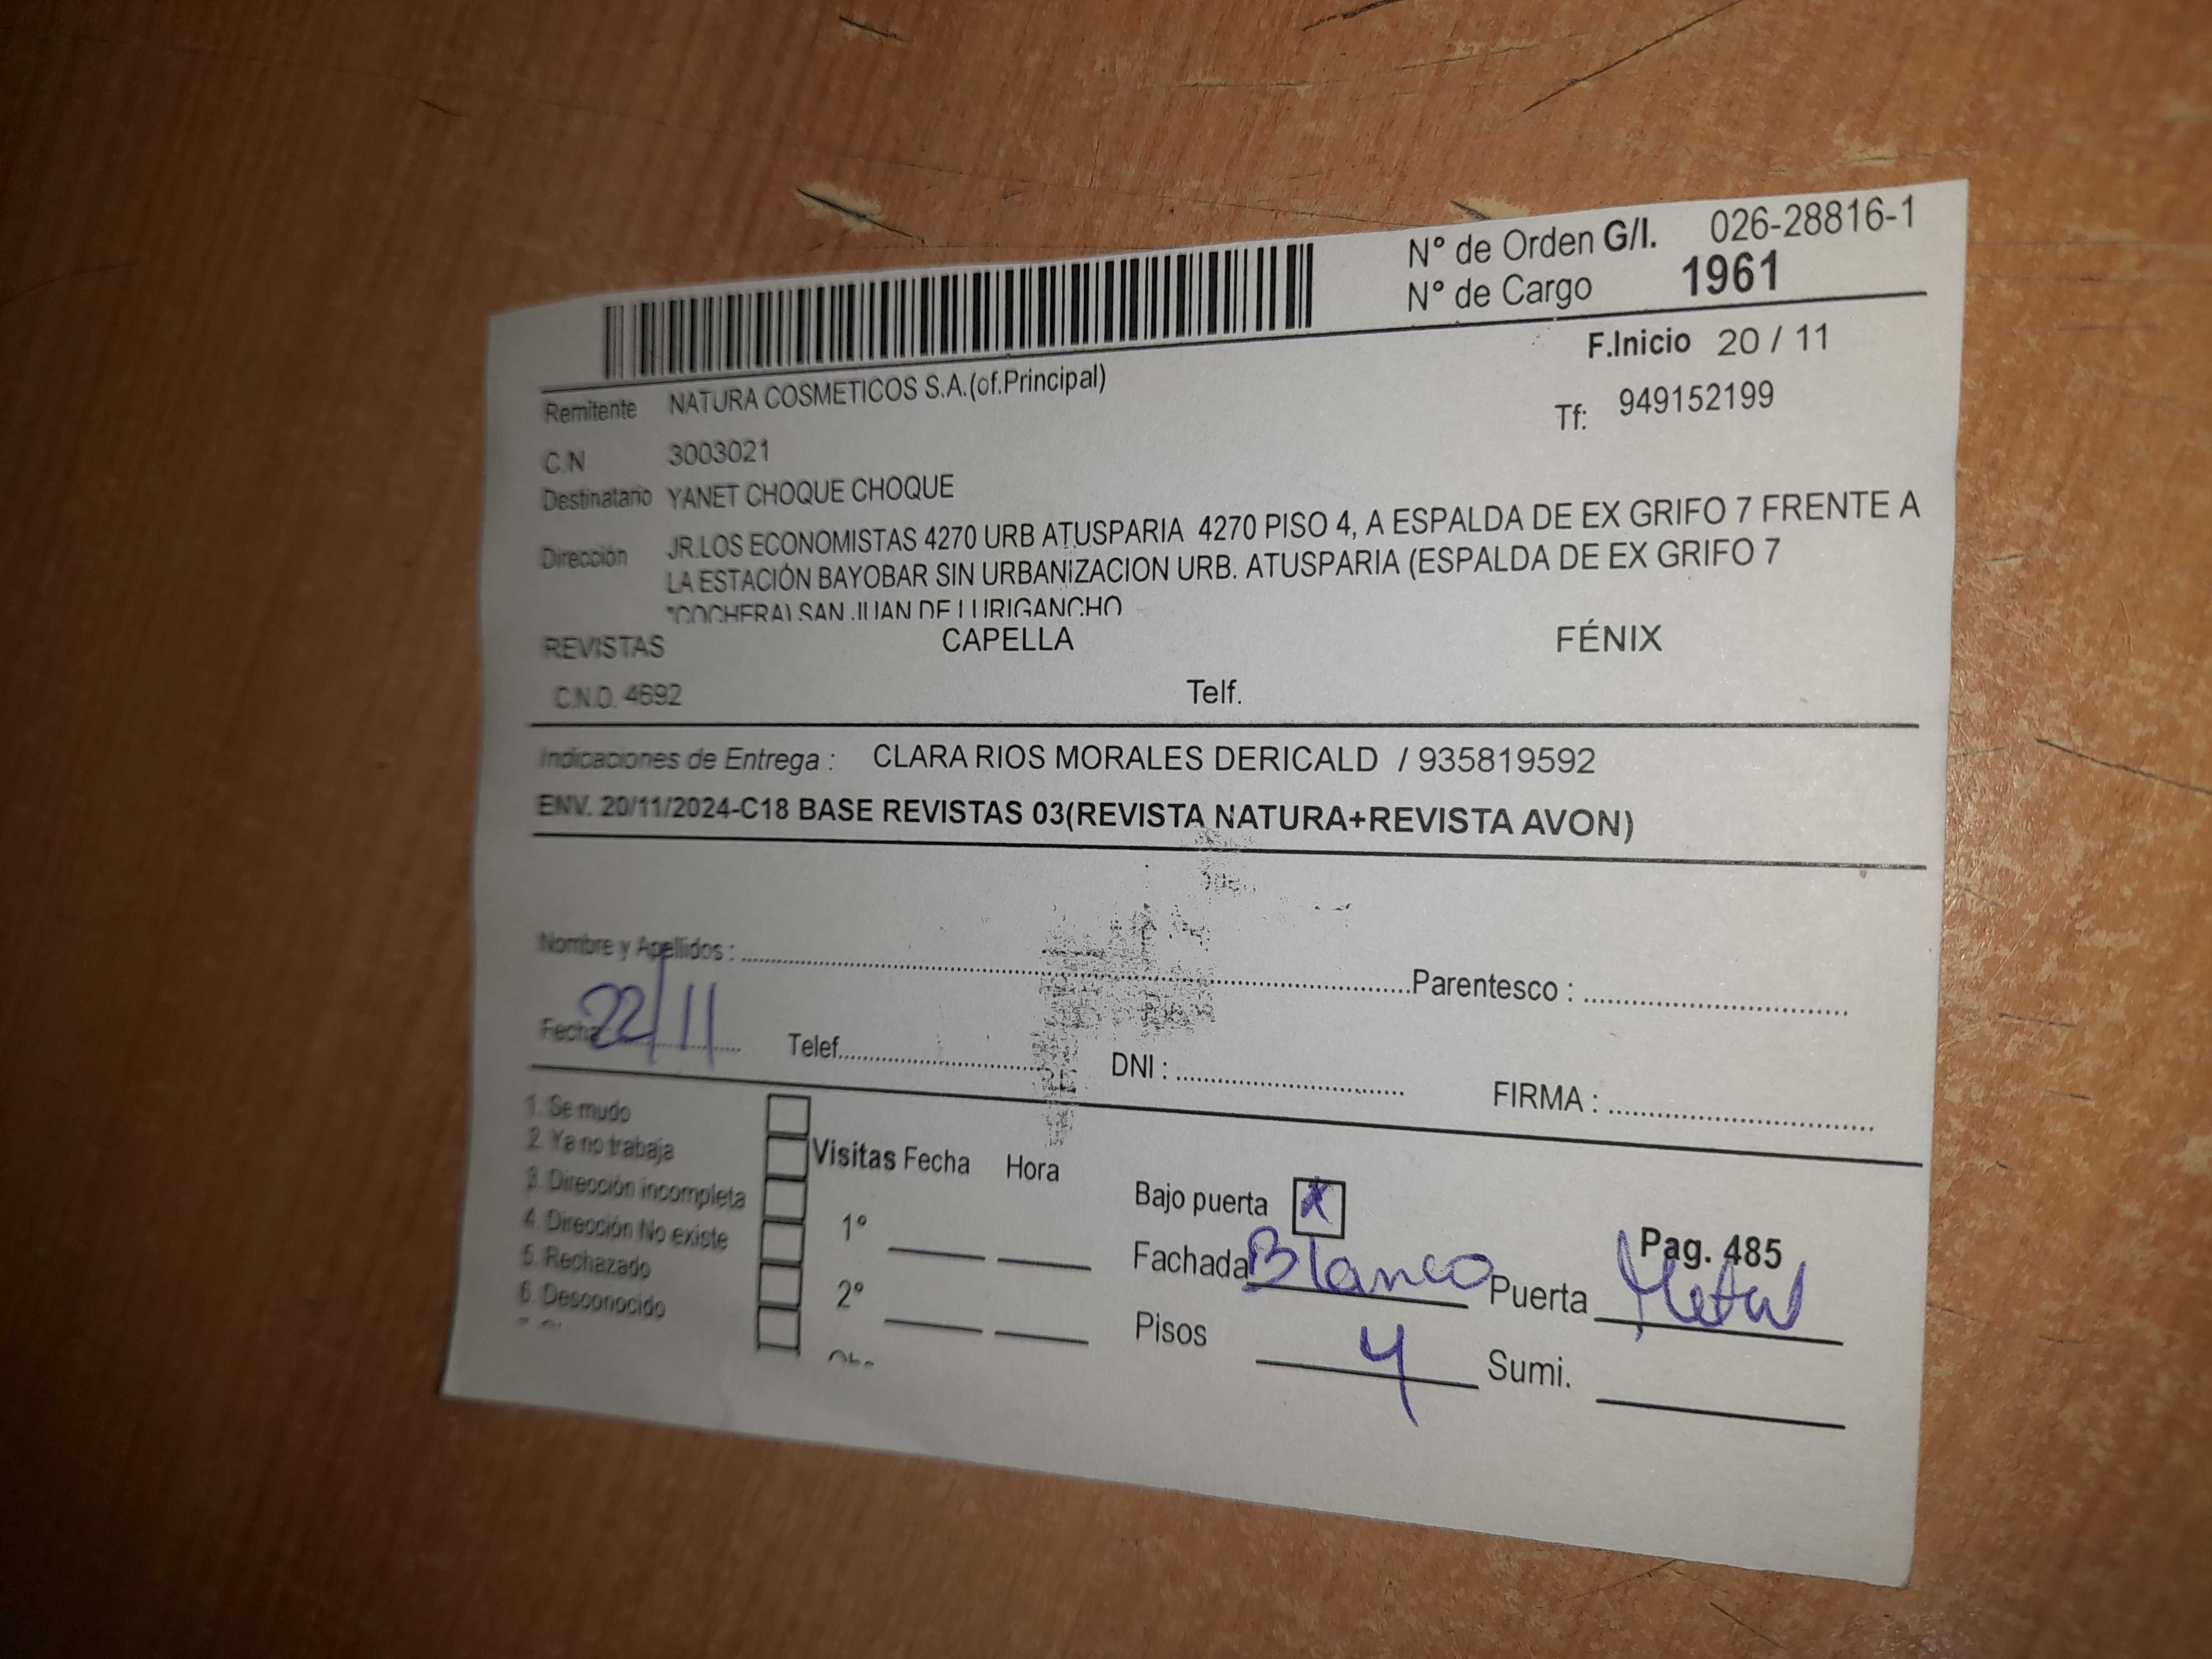 N° de Orden G/I. 026-28816-1
N° de Cargo 1961
F.Inicio 20 / 11
Remitente NATURA COSMETICOS S.A.(of.Principal)
Tf: 949152199
C.N 3003021
Destinatario YANET CHOQUE CHOQUE
Dirección JR.LOS ECONOMISTAS 4270 URB ATUSPARIA 4270 PISO 4, A ESPALDA DE EX GRIFO 7 FRENTE A
LA ESTACIÓN BAYOBAR SIN URBANIZACION URB. ATUSPARIA (ESPALDA DE EX GRIFO 7
"COCHERA) SAN JUAN DE LURIGANCHO
REVISTAS CAPELLA FÉNIX
C.N.O. 4692 Telf.
Indicaciones de Entrega : CLARA RIOS MORALES DERICALD / 935819592
ENV. 20/11/2024-C18 BASE REVISTAS 03(REVISTA NATURA+REVISTA AVON)
Nombre y Apellidos : Parentesco :
Fecha 22/11 Telef. DNI : FIRMA :
1. Se mudo
2. Ya no trabaja Visitas Fecha Hora
3. Dirección incompleta Bajo puerta X
4. Dirección No existe 1° Fachada Blanco Pag. 485
5. Rechazado Puerta Metal
6. Desconocido 2° Pisos 4 Sumi.